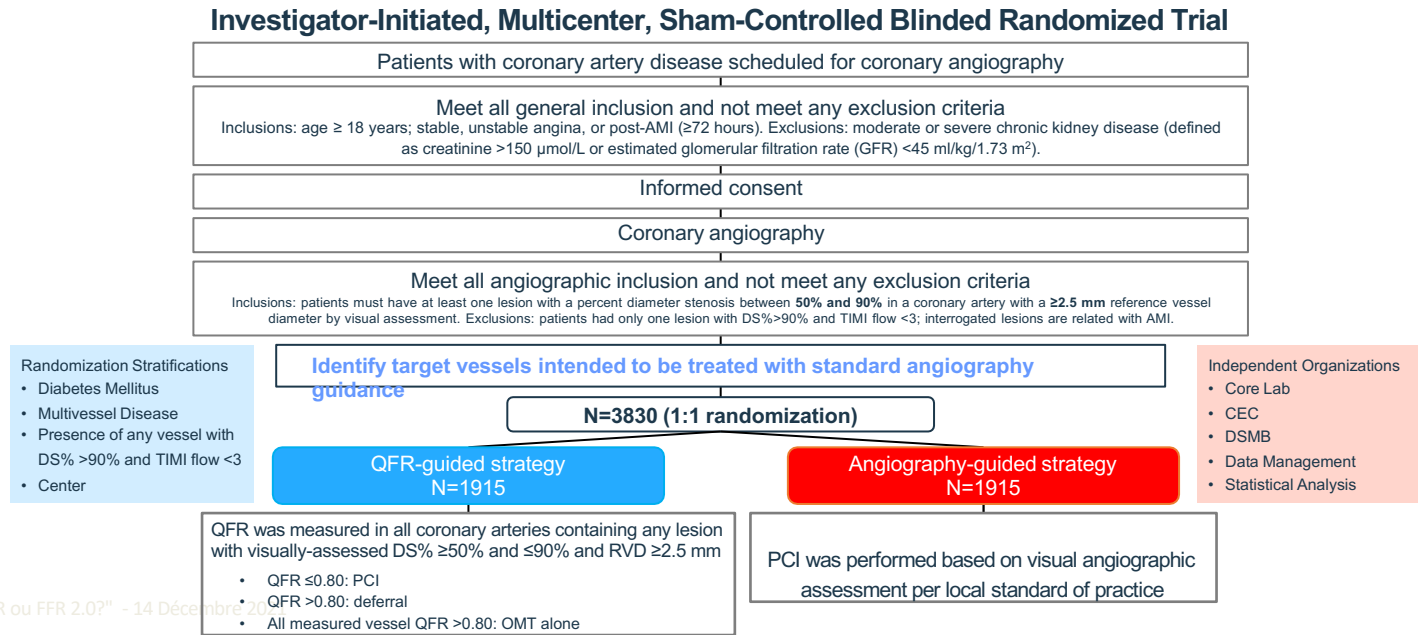 Investigator-Initiated, Multicenter, Sham-Controlled Blinded Randomized Trial
Patients with coronary artery disease scheduled for coronary angiography
Meet all general inclusion and not meet any exclusion criteria
Inclusions: age ≥ 18 years; stable, unstable angina, or post-AMI (≥72 hours). Exclusions: moderate or severe chronic kidney disease (defined
as creatinine >150 µmol/L or estimated glomerular filtration rate (GFR) <45 ml/kg/1.73 m²).
Informed consent
Coronary angiography
Meet all angiographic inclusion and not meet any exclusion criteria
Inclusions: patients must have at least one lesion with a percent diameter stenosis between 50% and 90% in a coronary artery with a ≥2.5 mm reference vessel
diameter by visual assessment. Exclusions: patients had only one lesion with DS%>90% and TIMI flow <3; interrogated lesions are related with AMI.
Randomization Stratifications
• Diabetes Mellitus
• Multivessel Disease
• Presence of any vessel with
DS% >90% and TIMI flow <3
• Center
Identify target vessels intended to be treated with standard angiography
guidance
Independent Organizations
• Core Lab
• CEC
• DSMB
• Data Management
• Statistical Analysis
N=3830 (1:1 randomization)
QFR-guided strategy
N=1915
Angiography-guided strategy
N=1915
QFR was measured in all coronary arteries containing any lesion
with visually-assessed DS% ≥50% and ≤90% and RVD ≥2.5 mm
• QFR ≤0.80: PCI
• QFR >0.80: deferral
• All measured vessel QFR >0.80: OMT alone
PCI was performed based on visual angiographic
assessment per local standard of practice
R ou FFR 2.0?" - 14 Décembre 2021